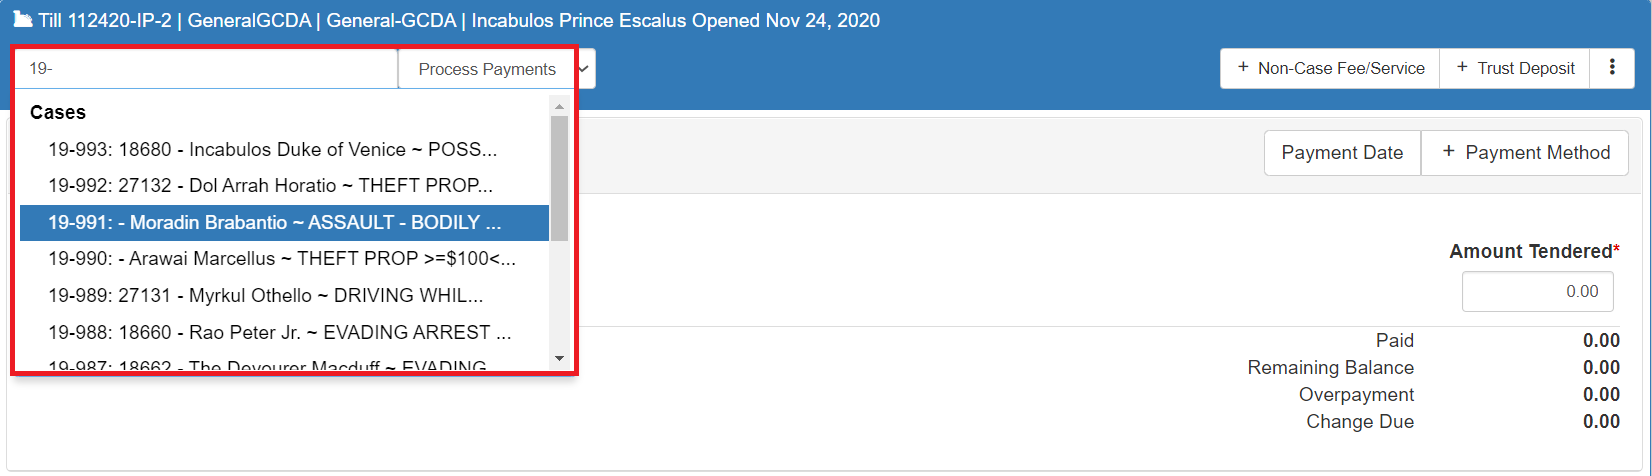 Till 112420-IP-2 | GeneralGCDA | General-GCDA | Incabulos Prince Escalus Opened Nov 24, 2020
19- Process Payments + Non-Case Fee/Service + Trust Deposit
Cases
19-993: 18680 - Incabulos Duke of Venice ~ POSS...
19-992: 27132 - Dol Arrah Horatio ~ THEFT PROP...
19-991: - Moradin Brabantio ~ ASSAULT - BODILY ...
19-990: - Arawai Marcellus ~ THEFT PROP >=$100<...
19-989: 27131 - Myrkul Othello ~ DRIVING WHIL...
19-988: 18660 - Rao Peter Jr. ~ EVADING ARREST ...
19-987: 18662 - The Devourer Macduff ~ EVADING
Payment Date + Payment Method
Amount Tendered*
0.00
Paid 0.00
Remaining Balance 0.00
Overpayment 0.00
Change Due 0.00